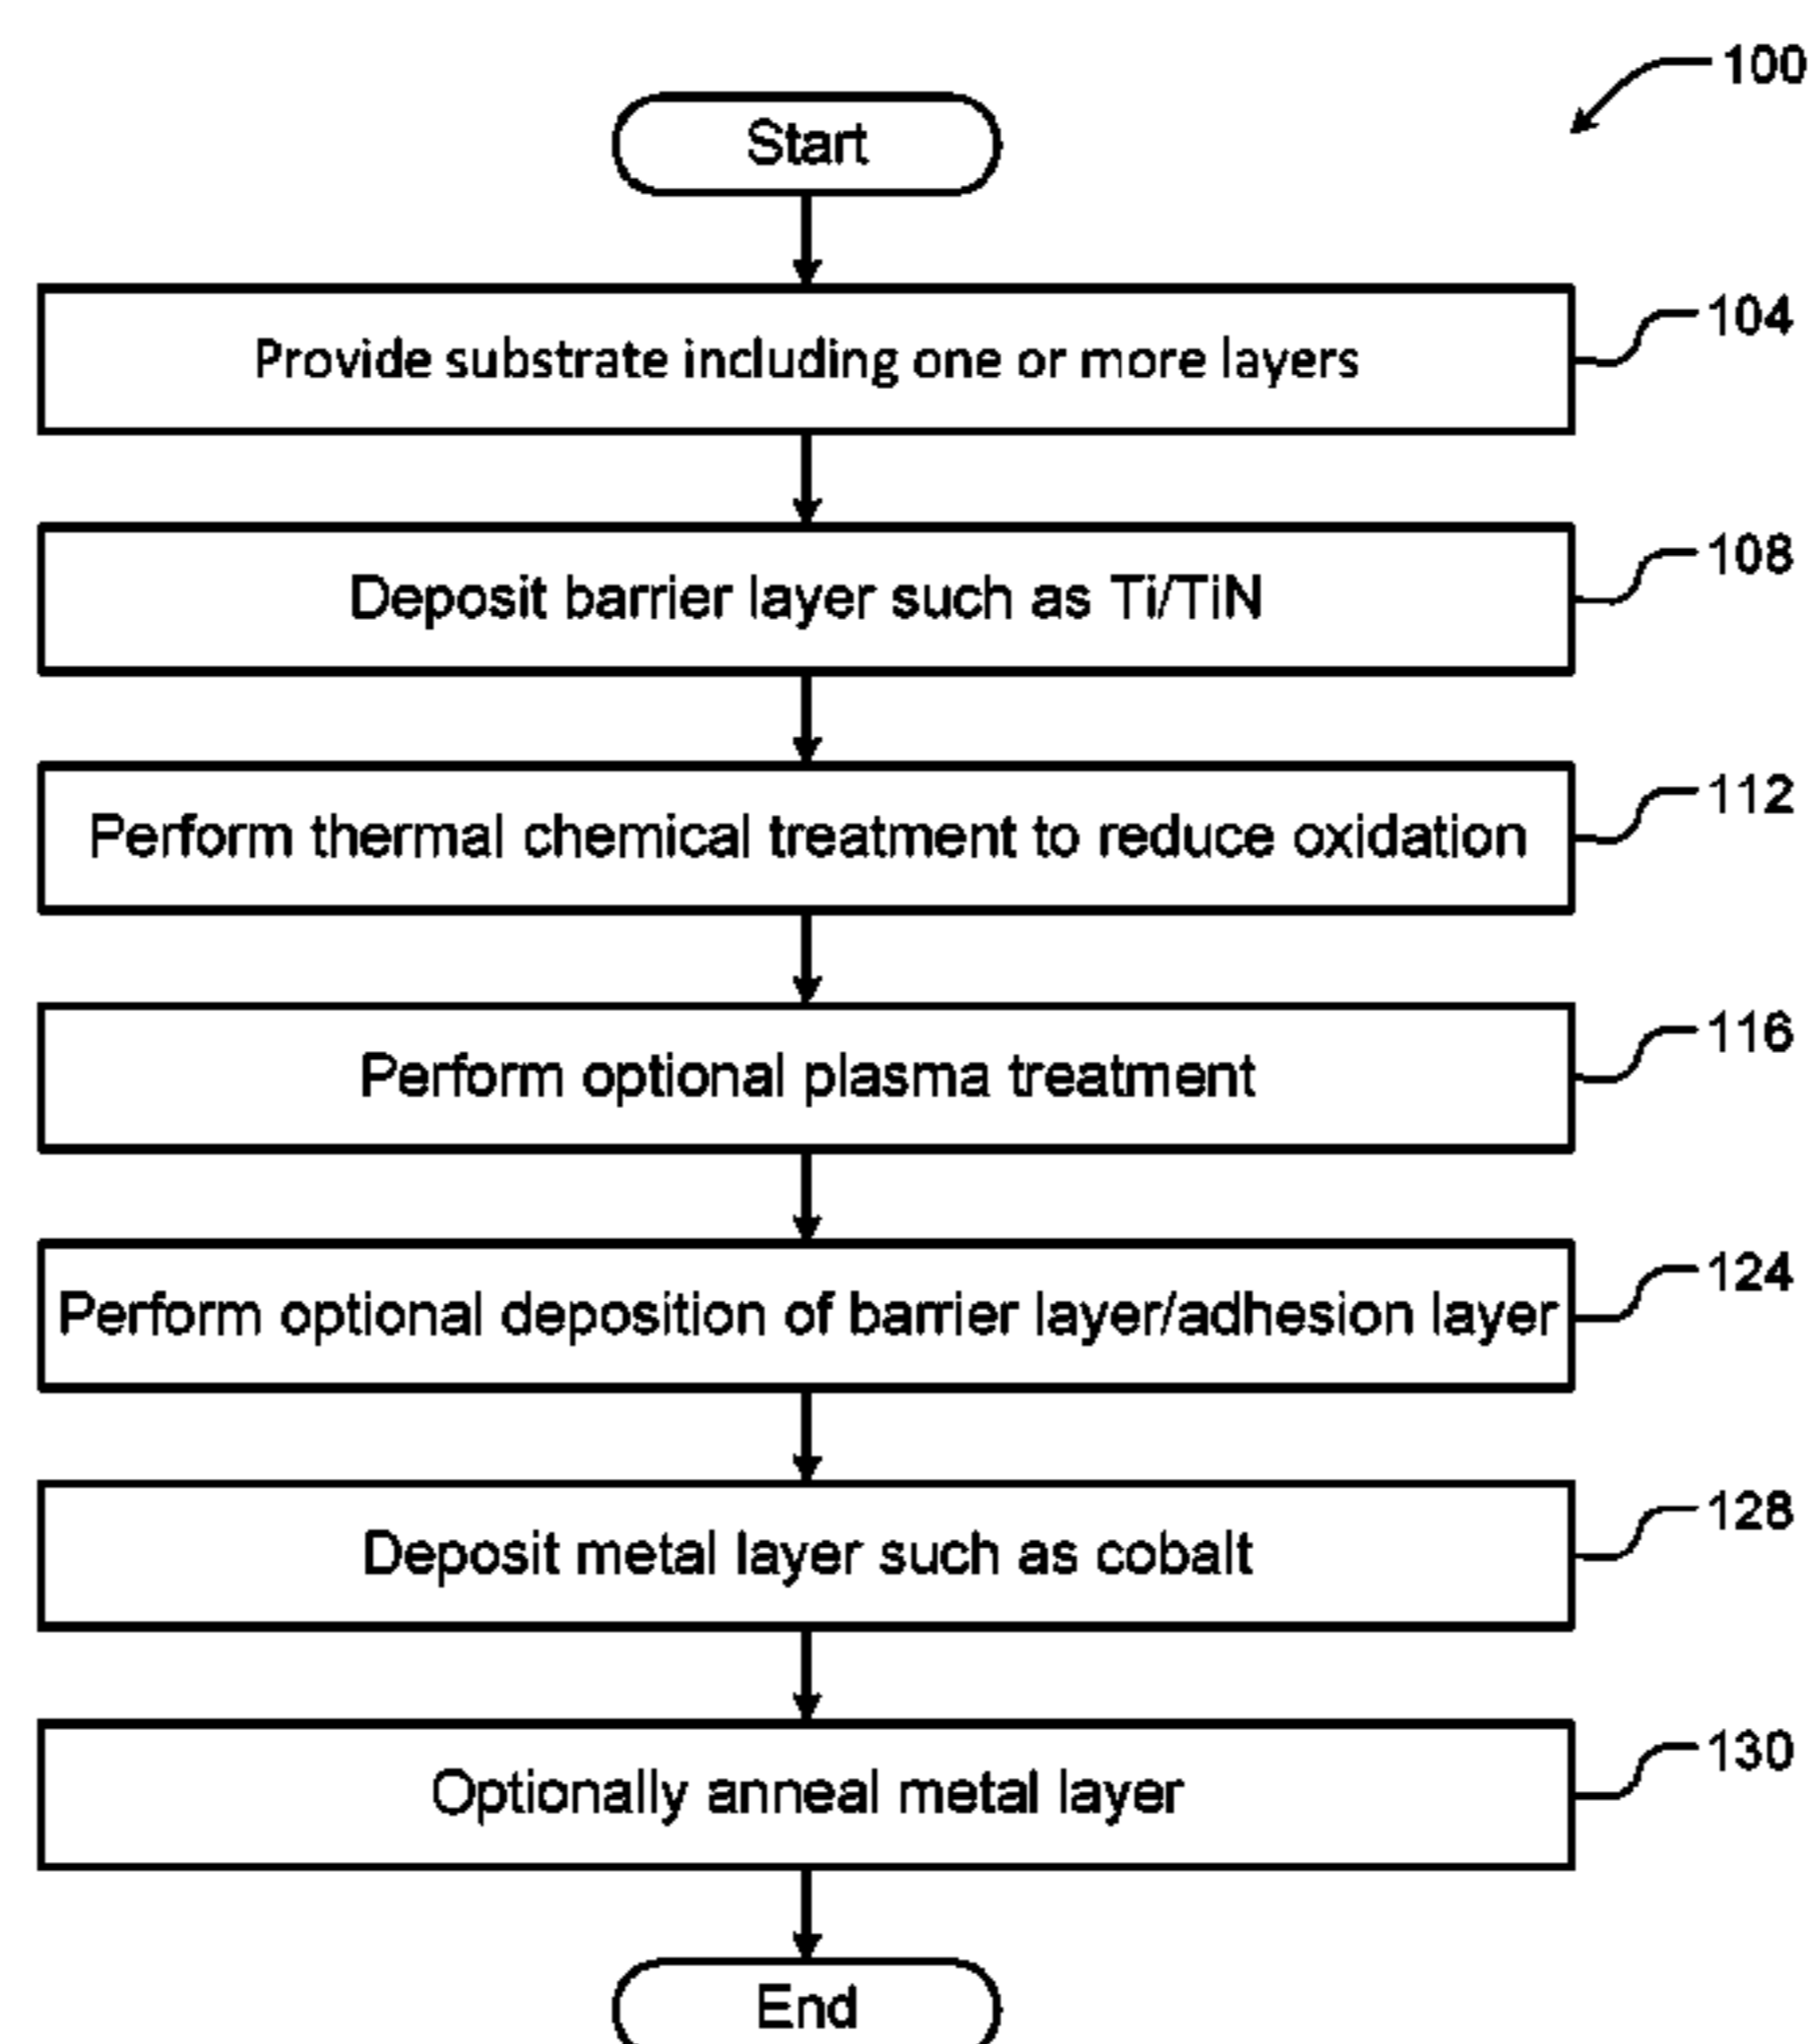 100
Start
Provide substrate including one or more layers
104
Deposit barrier layer such as Ti/TiN
108
Perform thermal chemical treatment to reduce oxidation
112
Perform optional plasma treatment
116
Perform optional deposition of barrier layer/adhesion layer
124
Deposit metal layer such as cobalt
128
Optionally anneal metal layer
130
End